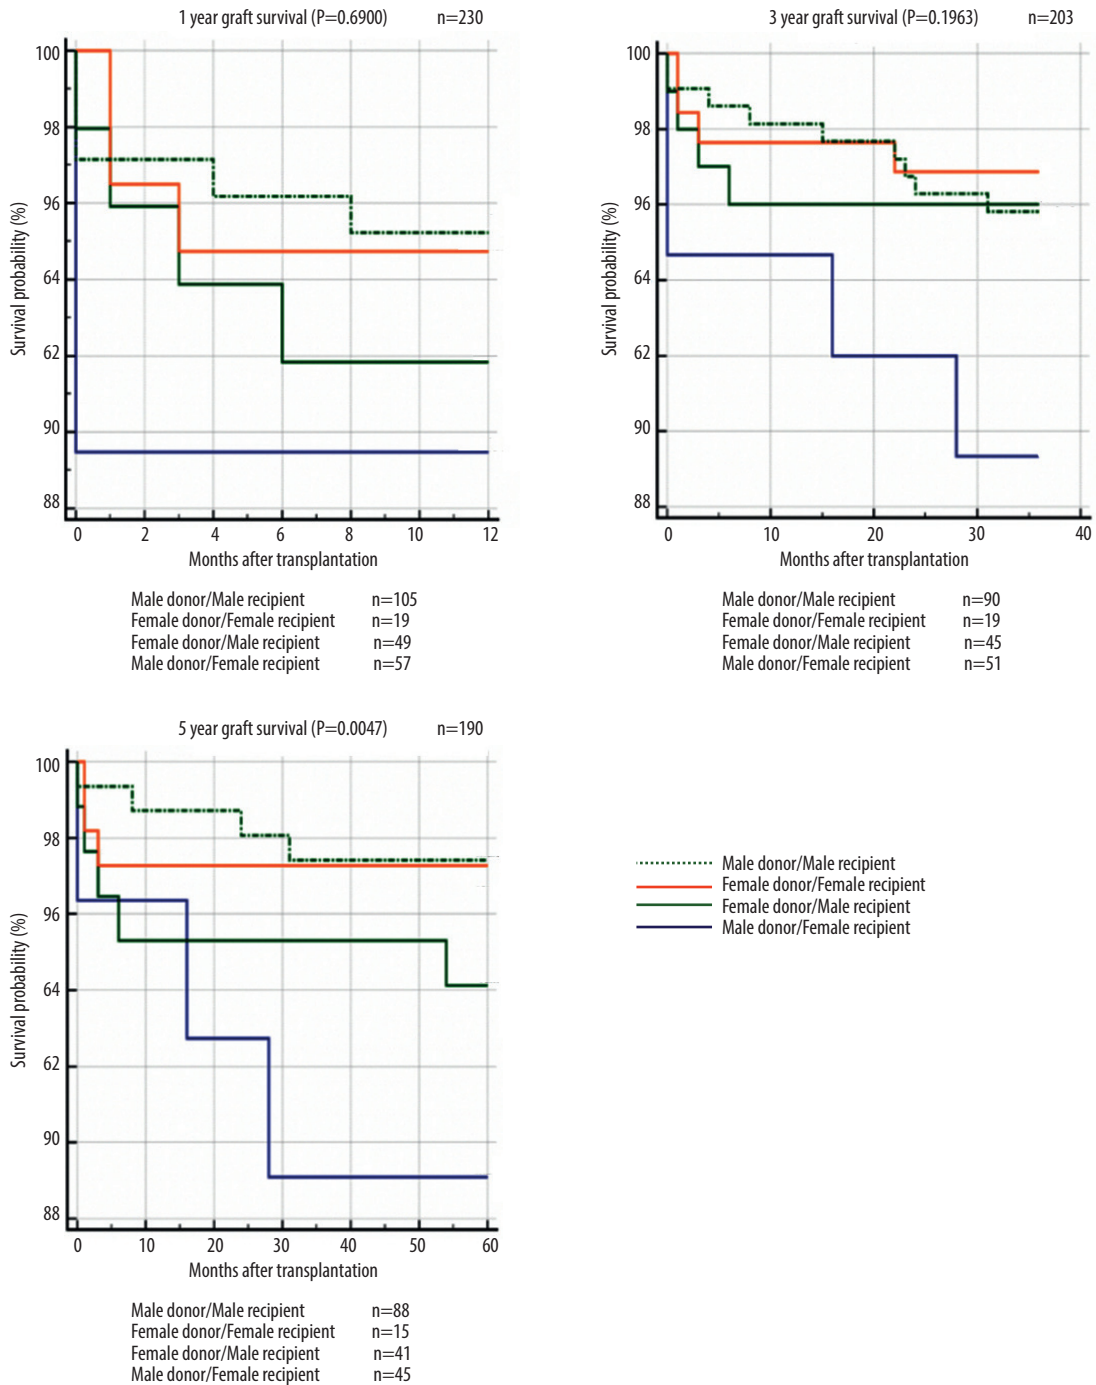 1 year graft survival (P=0.6900) n=230
Survival probability (%)
100
98
96
64
62
90
88
0 2 4 6 8 10 12
Months after transplantation
Male donor/Male recipient n=105
Female donor/Female recipient n=19
Female donor/Male recipient n=49
Male donor/Female recipient n=57
3 year graft survival (P=0.1963) n=203
Survival probability (%)
100
98
96
64
62
90
88
0 10 20 30 40
Months after transplantation
Male donor/Male recipient n=90
Female donor/Female recipient n=19
Female donor/Male recipient n=45
Male donor/Female recipient n=51
5 year graft survival (P=0.0047) n=190
Survival probability (%)
100
98
96
64
62
90
88
0 10 20 30 40 50 60
Months after transplantation
Male donor/Male recipient n=88
Female donor/Female recipient n=15
Female donor/Male recipient n=41
Male donor/Female recipient n=45
Male donor/Male recipient
Female donor/Female recipient
Female donor/Male recipient
Male donor/Female recipient